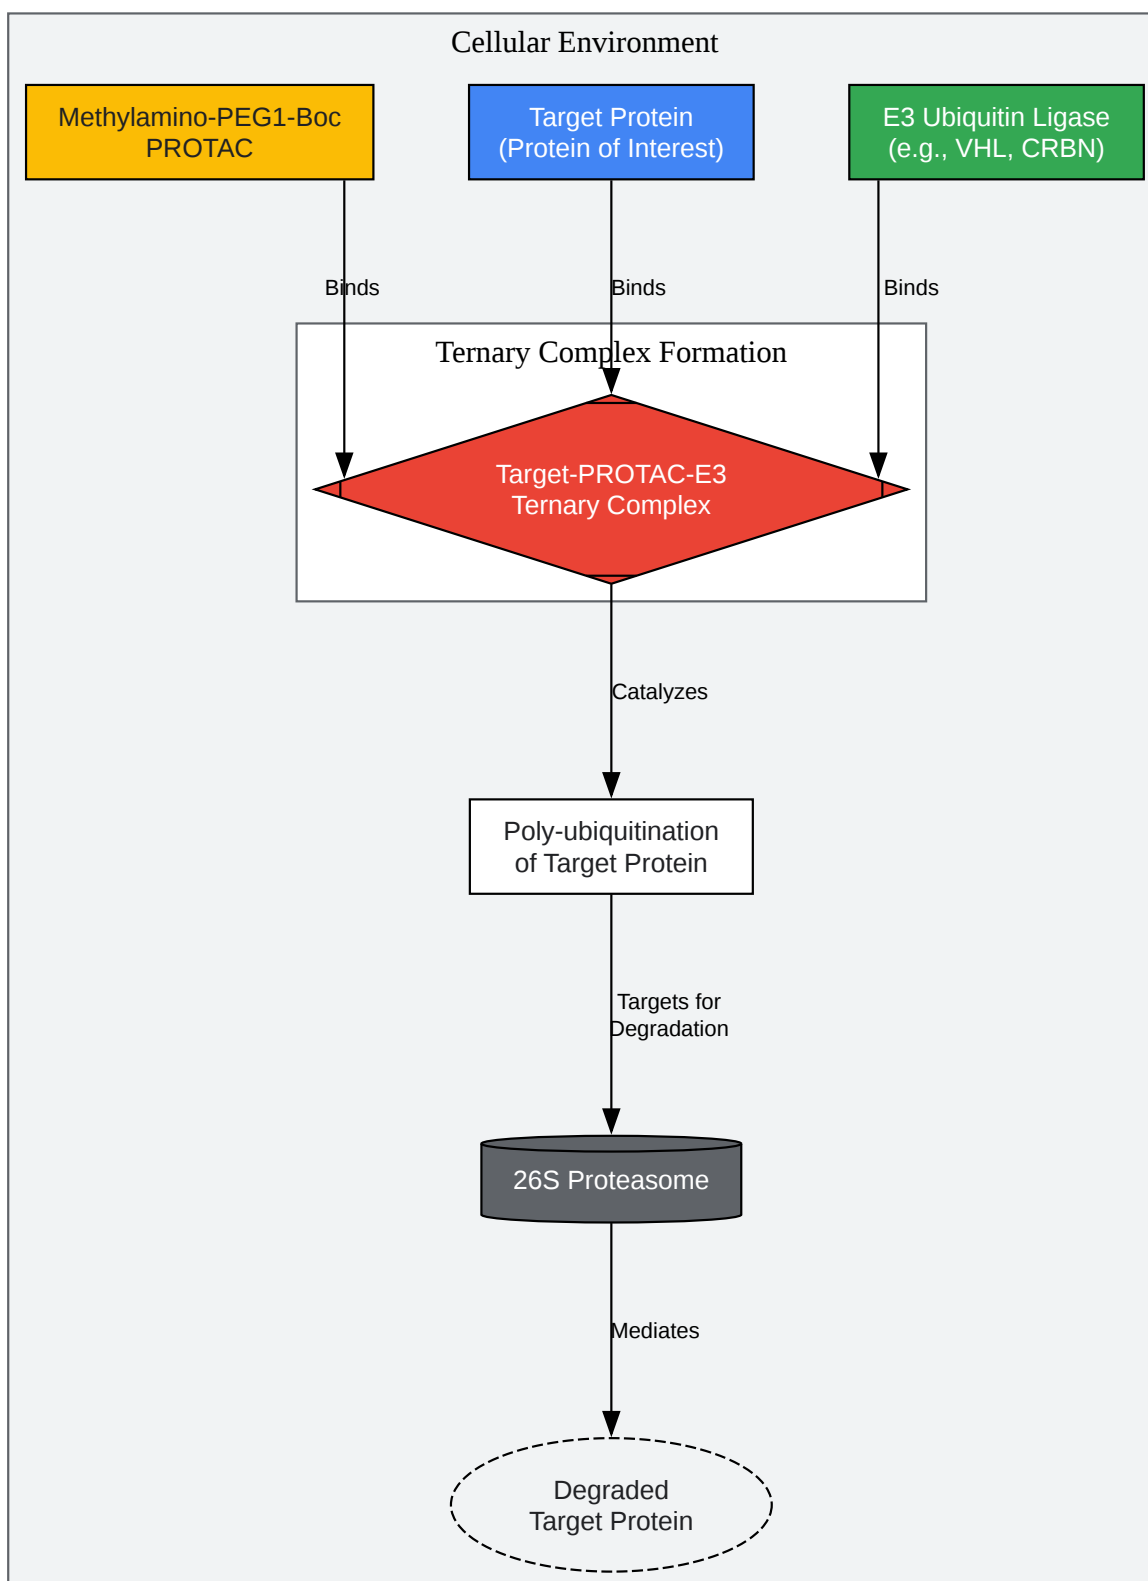 Cellular Environment
Methylamino-PEG1-Boc
PROTAC
Target Protein
(Protein of Interest)
E3 Ubiquitin Ligase
(e.g., VHL, CRBN)
Binds
Binds
Binds
Ternary Complex Formation
Target-PROTAC-E3
Ternary Complex
Catalyzes
Poly-ubiquitination
of Target Protein
Targets for
Degradation
26S Proteasome
Mediates
Degraded
Target Protein